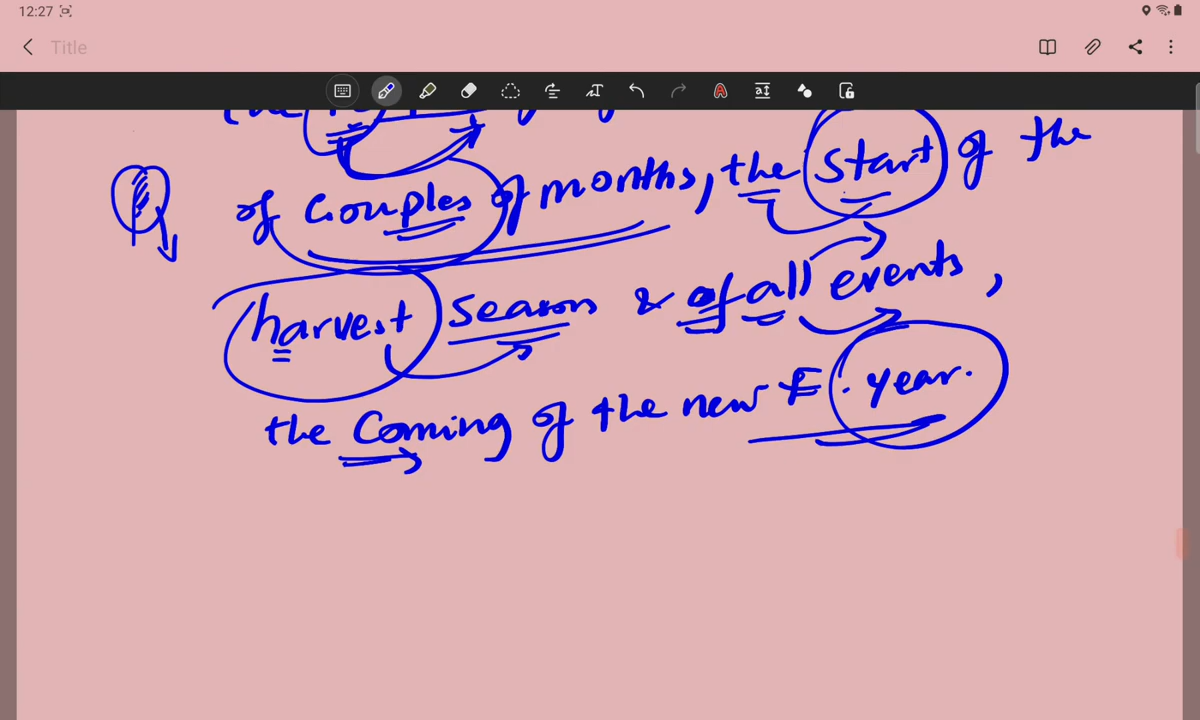 12:27
Title
of Couples of months, the start of the
harvest season & of all events,
the Coming of the new year.